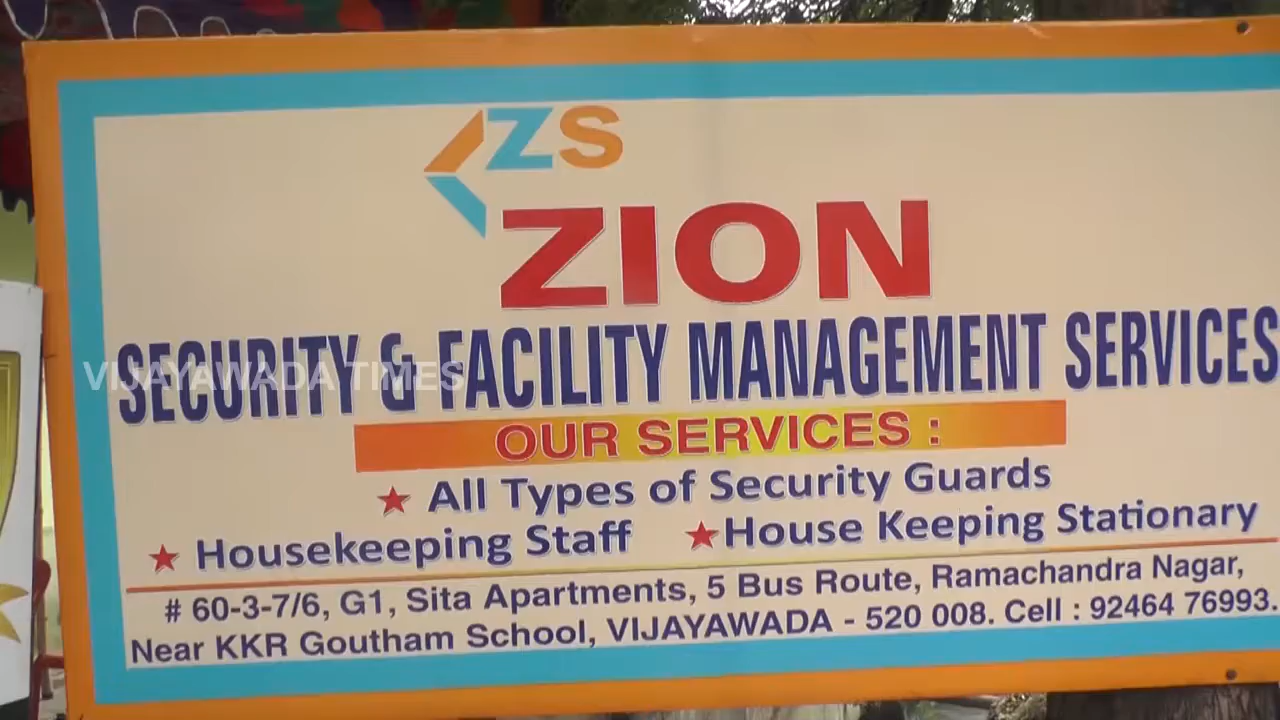 ZS
ZION
SECURITY & FACILITY MANAGEMENT SERVICES
VIJAYAWADA TIMES
OUR SERVICES :
★ All Types of Security Guards
★ Housekeeping Staff ★ House Keeping Stationary
# 60-3-7/6, G1, Sita Apartments, 5 Bus Route, Ramachandra Nagar,
Near KKR Goutham School, VIJAYAWADA - 520 008. Cell : 92464 76993.